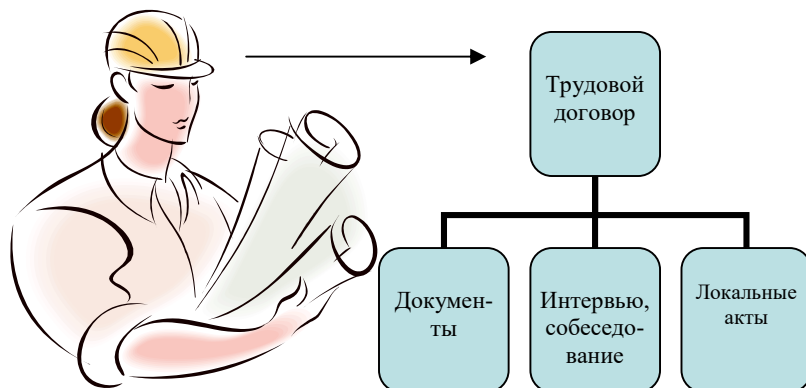 Трудовой
договор
Докумен-
ты
Интервью,
собеседо-
вание
Локальные
акты